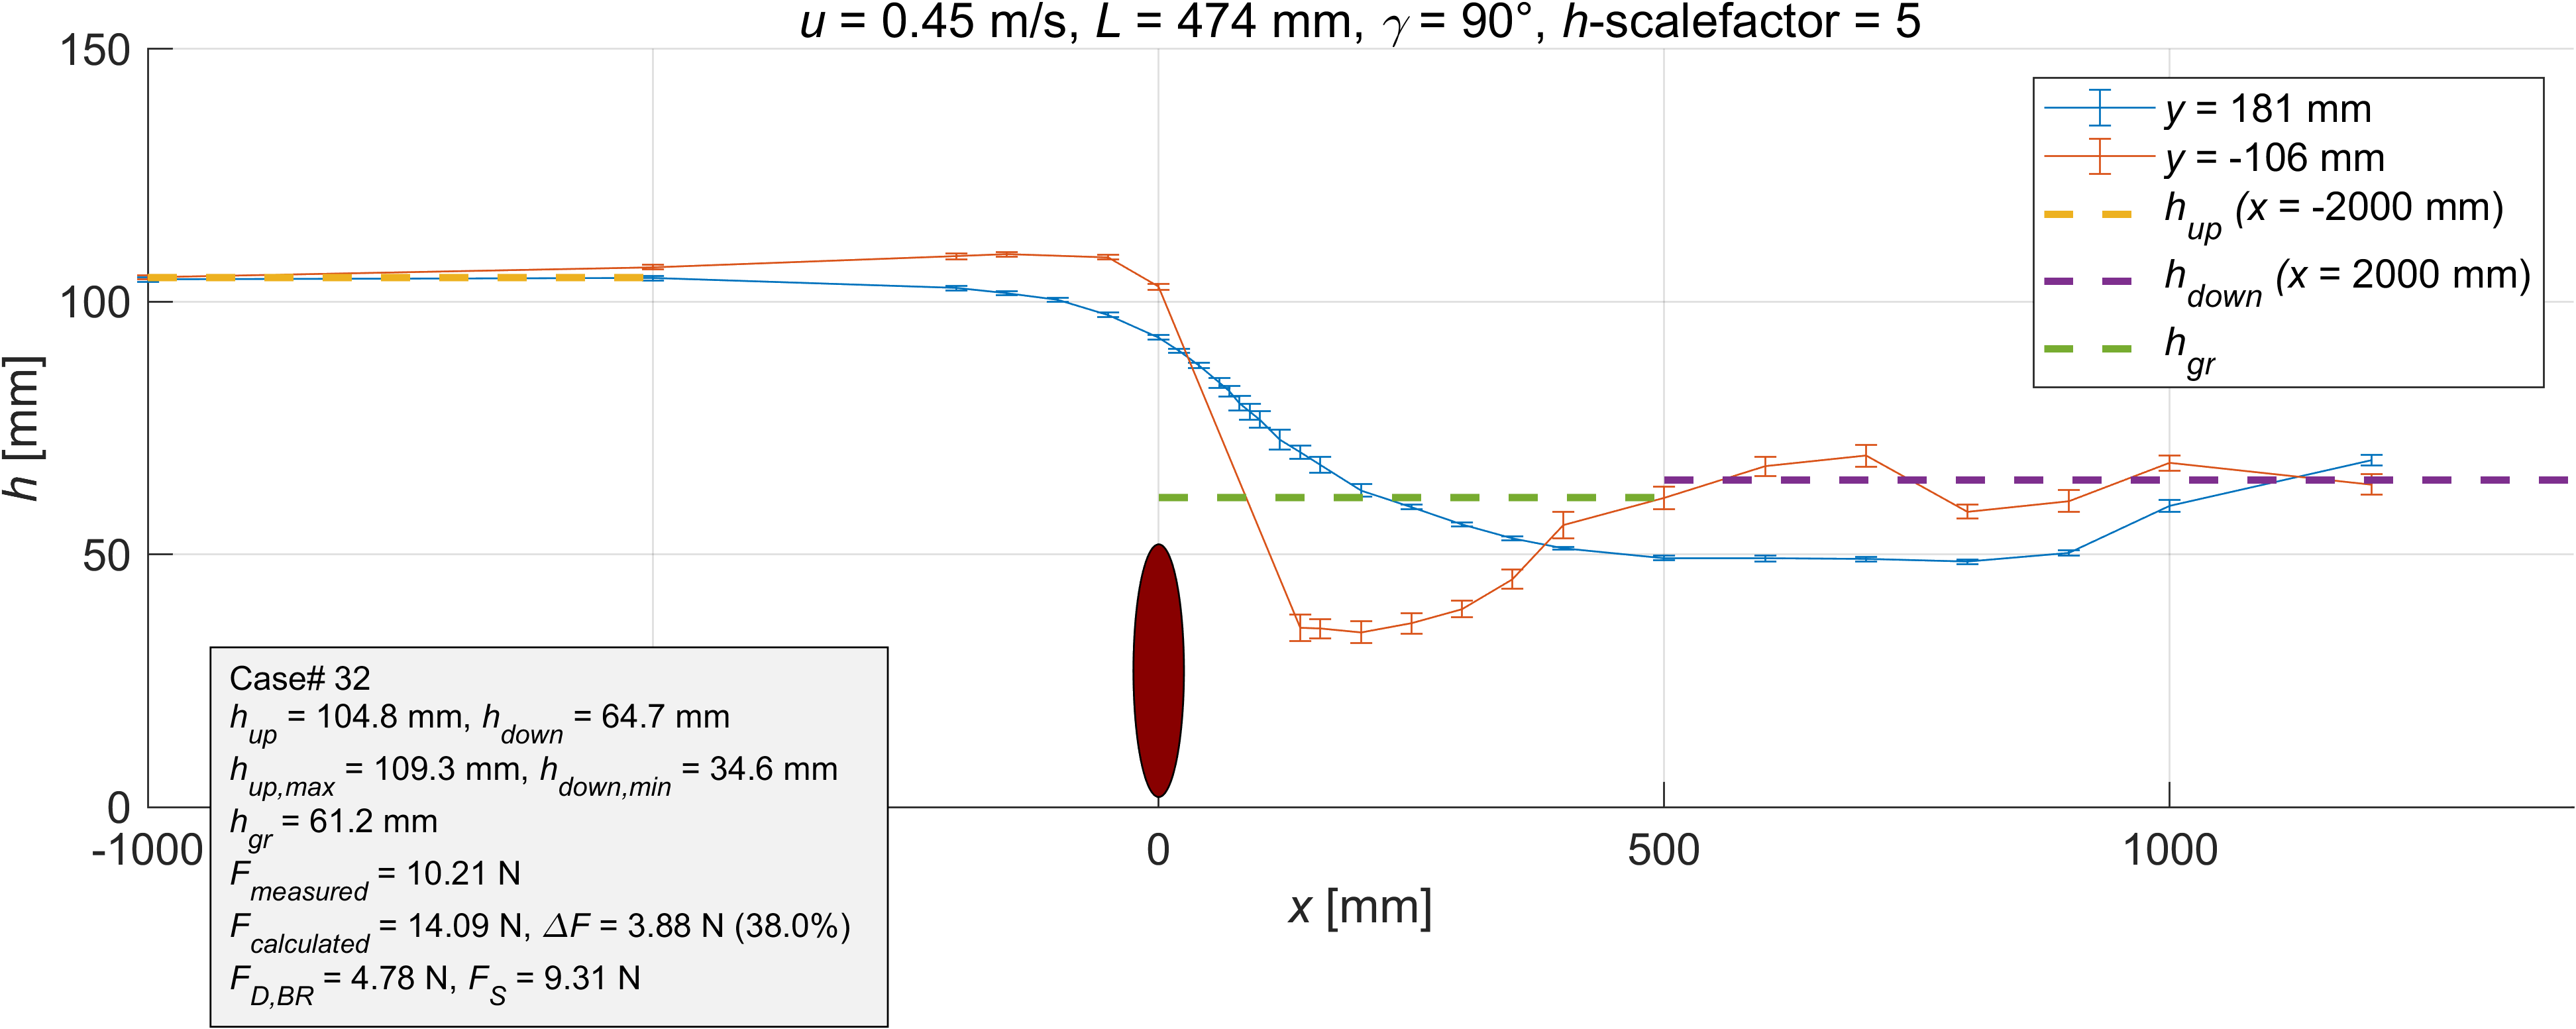 u = 0.45 m/s, L = 474 mm, γ = 90°, h-scalefactor = 5
150
100
50
0
h [mm]
-1000
0
500
1000
x [mm]
y = 181 mm
y = -106 mm
h_up (x = -2000 mm)
h_down (x = 2000 mm)
h_gr
Case# 32
h_up = 104.8 mm, h_down = 64.7 mm
h_up,max = 109.3 mm, h_down,min = 34.6 mm
h_gr = 61.2 mm
F_measured = 10.21 N
F_calculated = 14.09 N, ΔF = 3.88 N (38.0%)
F_D,BR = 4.78 N, F_S = 9.31 N